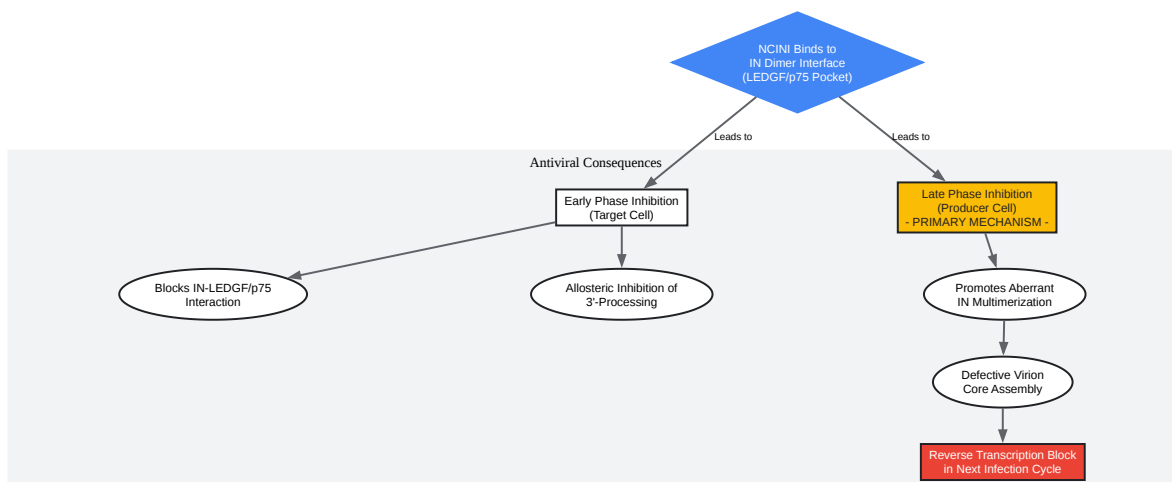 NCINI Binds to
IN Dimer Interface
(LEDGF/p75 Pocket)
Leads to
Leads to
Antiviral Consequences
Early Phase Inhibition
(Target Cell)
Late Phase Inhibition
(Producer Cell)
- PRIMARY MECHANISM -
Blocks IN-LEDGF/p75
Interaction
Allosteric Inhibition of
3'-Processing
Promotes Aberrant
IN Multimerization
Defective Virion
Core Assembly
Reverse Transcription Block
in Next Infection Cycle